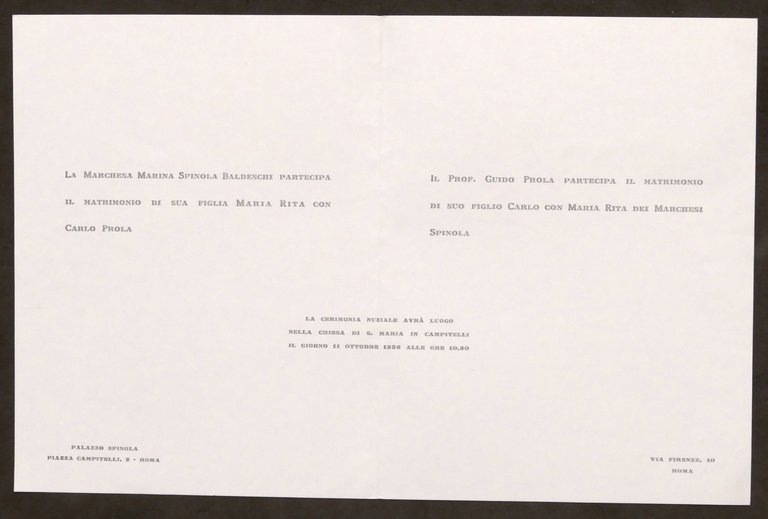 La Marchesa Marina Spinola Baldeschi partecipa
il matrimonio di sua figlia Maria Rita con
Carlo Prola
Il Prof. Guido Prola partecipa il matrimonio
di suo figlio Carlo con Maria Rita dei Marchesi
Spinola
la cerimonia nuziale avrà luogo
nella chiesa di s. maria in campitelli
il giorno 11 ottobre 1956 alle ore 10,30
palazzo spinola
piazza campitelli, 2 - roma
via firenze, 10
roma